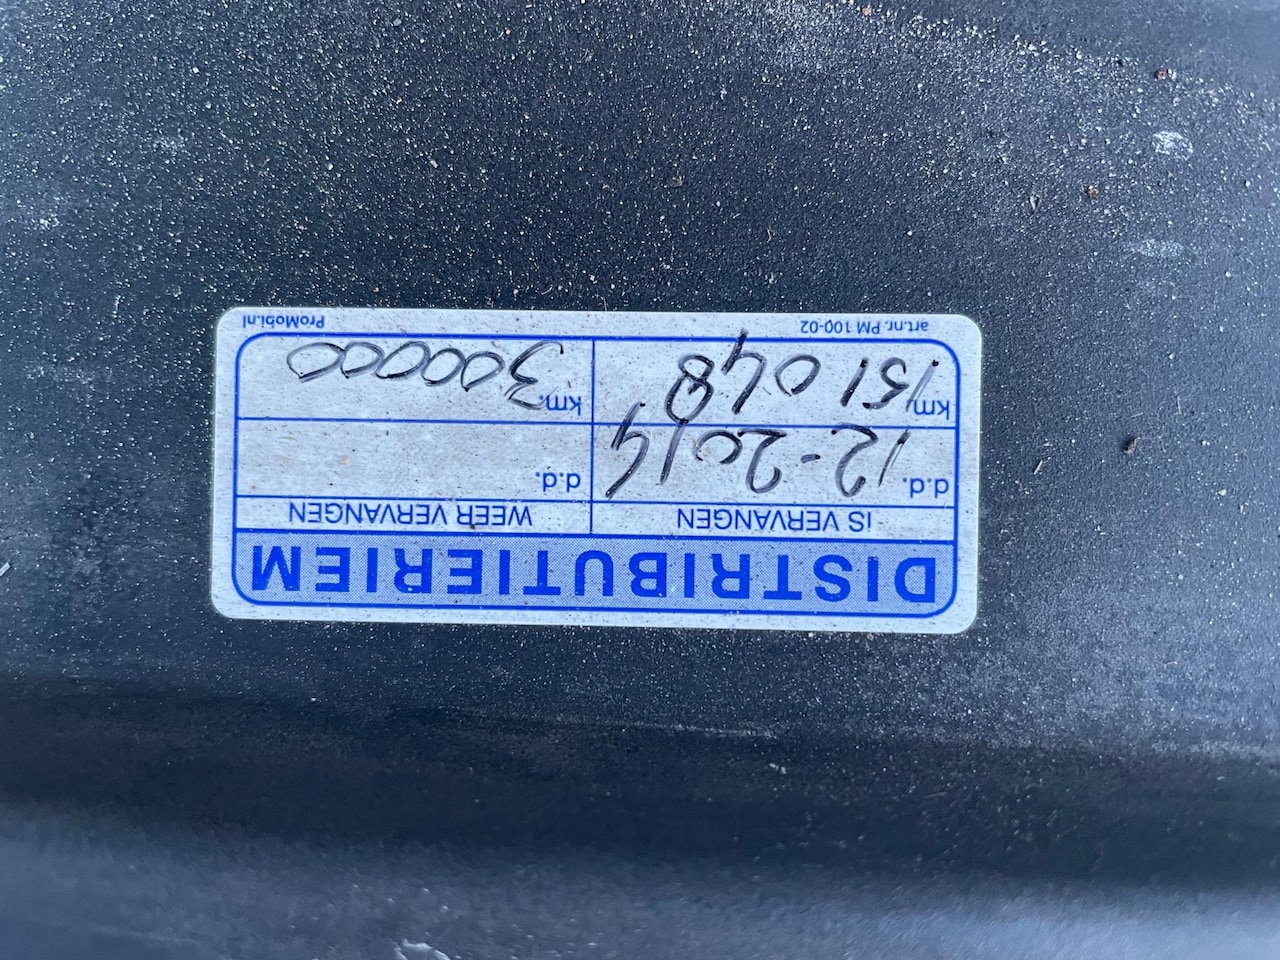 DISTRIBUTIERIEM
IS VERVANGEN WEER VERVANGEN
d.d. 12-2014 d.d.
km. 151048 km. 300000
art.nr. PM 100-02 ProMobi.nl